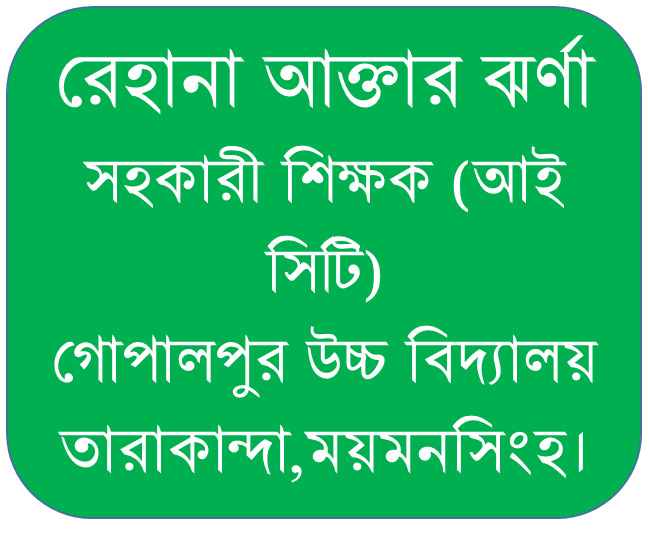 রেহানা আক্তার ঝর্ণা
সহকারী শিক্ষক (আই
সিটি)
গোপালপুর উচ্চ বিদ্যালয়
তারাকান্দা,ময়মনসিংহ।